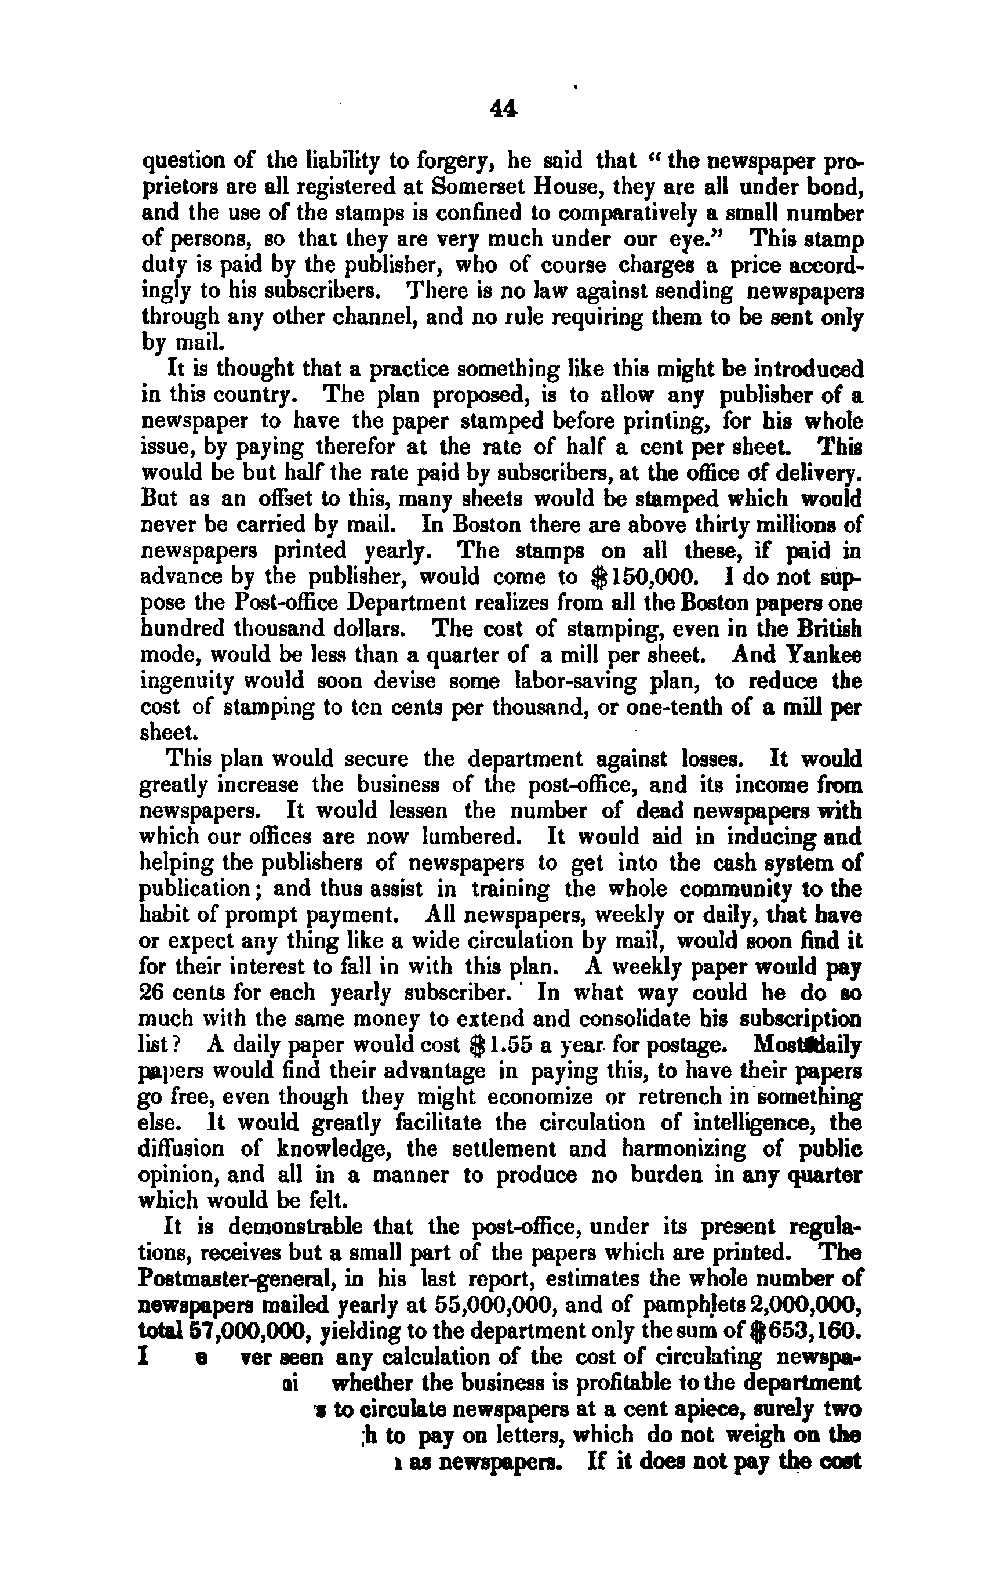 44
question of the liability to forgery, he said that “ the newspaper pro-
prietors are all registered at Somerset House, they are all under bond,
and the use of the stamps is confined to comparatively a small number
of persons, so that they are very much under our eye.” This stamp
duty is paid by the publisher, who of course charges a price accord-
ingly to his subscribers. There is no law against sending newspapers
through any other channel, and no rule requiring them to be sent only
by mail.
It is thought that a practice something like this might be introduced
in this country. The plan proposed, is to allow any publisher of a
newspaper to have the paper stamped before printing, for his whole
issue, by paying therefor at the rate of half a cent per sheet. This
would be but half the rate paid by subscribers, at the office of delivery.
But as an offset to this, many sheets would be stamped which would
never be carried by mail. In Boston there are above thirty millions of
newspapers printed yearly. The stamps on all these, if paid in
advance by the publisher, would come to $150,000. I do not sup-
pose the Post-office Department realizes from all the Boston papers one
hundred thousand dollars. The cost of stamping, even in the British
mode, would be less than a quarter of a mill per sheet. And Yankee
ingenuity would soon devise some labor-saving plan, to reduce the
cost of stamping to ten cents per thousand, or one-tenth of a mill per
sheet.
This plan would secure the department against losses. It would
greatly increase the business of the post-office, and its income from
newspapers. It would lessen the number of dead newspapers with
which our offices are now lumbered. It would aid in inducing and
helping the publishers of newspapers to get into the cash system of
publication; and thus assist in training the whole community to the
habit of prompt payment. All newspapers, weekly or daily, that have
or expect any thing like a wide circulation by mail, would soon find it
for their interest to fall in with this plan. A weekly paper would pay
26 cents for each yearly subscriber. In what way could he do so
much with the same money to extend and consolidate his subscription
list? A daily paper would cost $1.55 a year for postage. Most daily
papers would find their advantage in paying this, to have their papers
go free, even though they might economize or retrench in something
else. It would greatly facilitate the circulation of intelligence, the
diffusion of knowledge, the settlement and harmonizing of public
opinion, and all in a manner to produce no burden in any quarter
which would be felt.
It is demonstrable that the post-office, under its present regula-
tions, receives but a small part of the papers which are printed. The
Postmaster-general, in his last report, estimates the whole number of
newspapers mailed yearly at 55,000,000, and of pamphlets 2,000,000,
total 57,000,000, yielding to the department only the sum of $653,160.
I seen any calculation of the cost of circulating newspa-
whether the business is profitable to the department
to circulate newspapers at a cent apiece, surely two
to pay on letters, which do not weigh on the
as newspapers. If it does not pay the cost